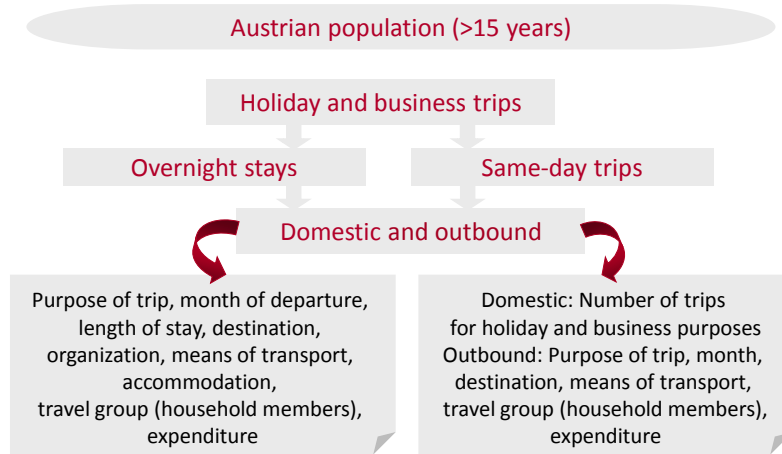 Austrian population (>15 years)
Holiday and business trips
Overnight stays
Same-day trips
Domestic and outbound
Purpose of trip, month of departure,
length of stay, destination,
organization, means of transport,
accommodation,
travel group (household members),
expenditure
Domestic: Number of trips
for holiday and business purposes
Outbound: Purpose of trip, month,
destination, means of transport,
travel group (household members),
expenditure